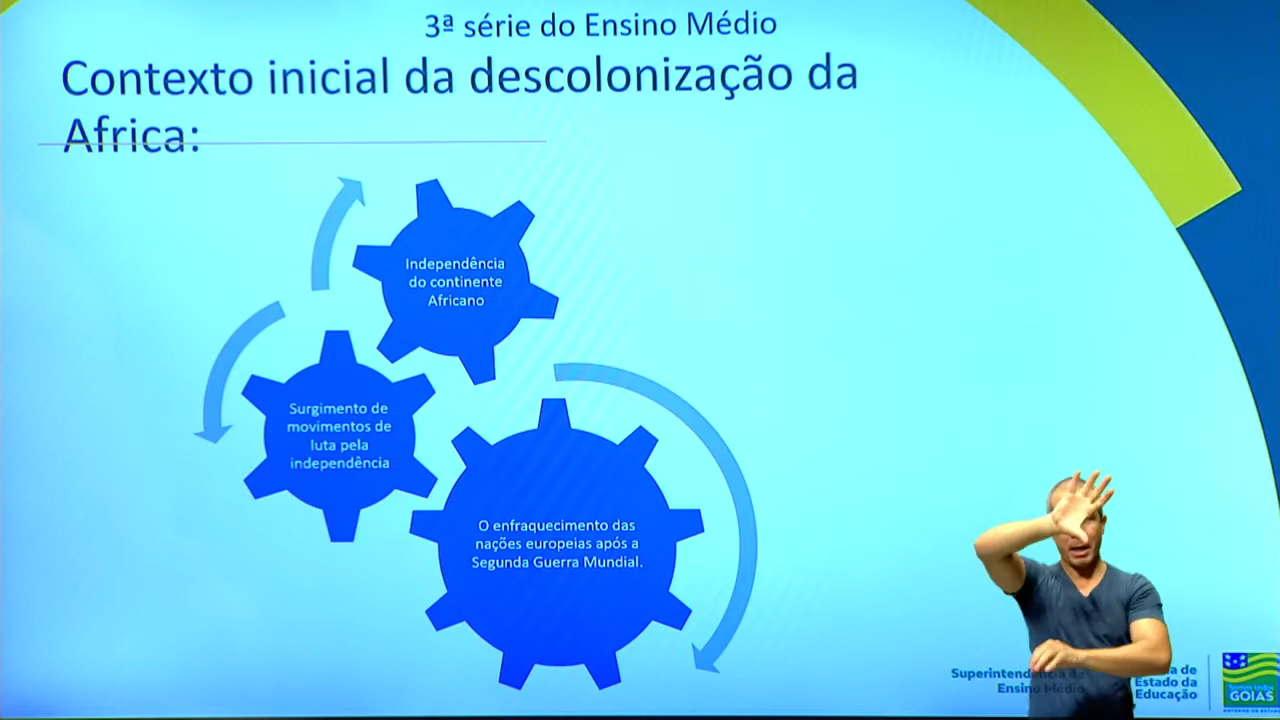 3ª série do Ensino Médio
Contexto inicial da descolonização da
Africa:
Independência
do continente
Africano
Surgimento de
movimentos de
luta pela
independência
O enfraquecimento das
nações europeias após a
Segunda Guerra Mundial.
Superintendência de
Ensino Médio
de
Estado da
Educação
GOIÁS